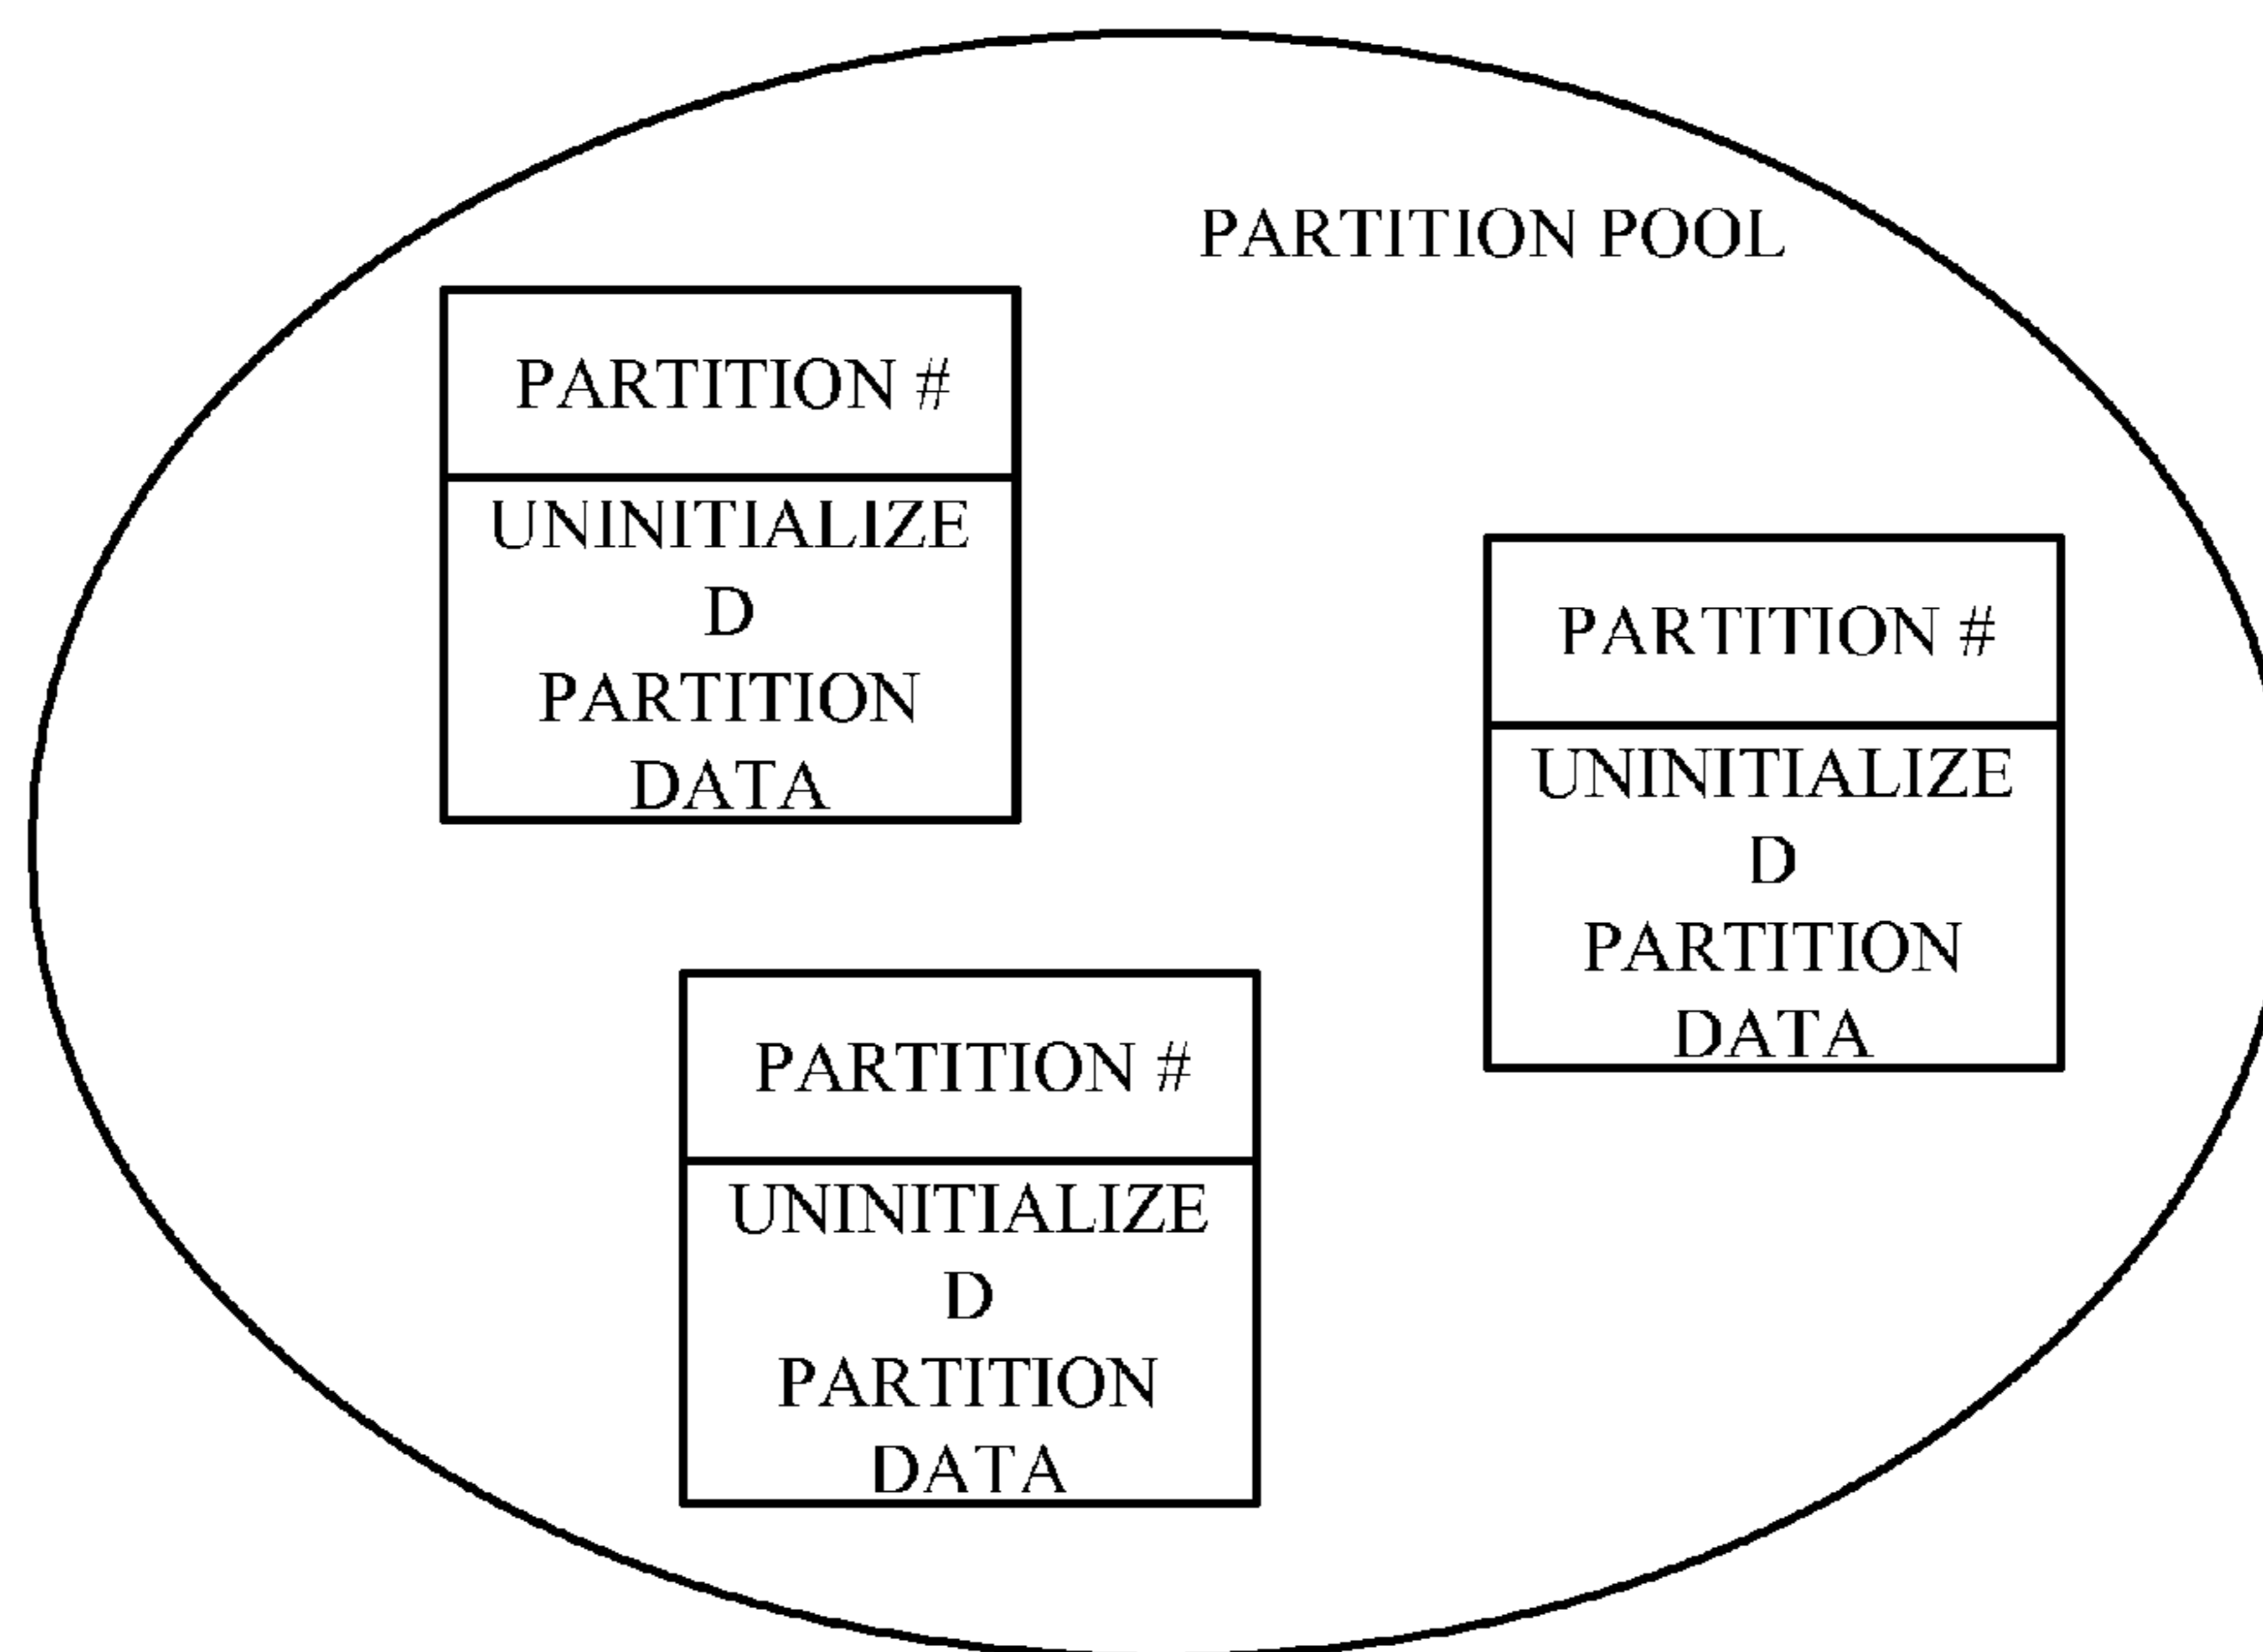 PARTITION POOL
PARTITION #
UNINITIALIZE
D
PARTITION
DATA
PARTITION #
UNINITIALIZE
D
PARTITION
DATA
PARTITION #
UNINITIALIZE
D
PARTITION
DATA